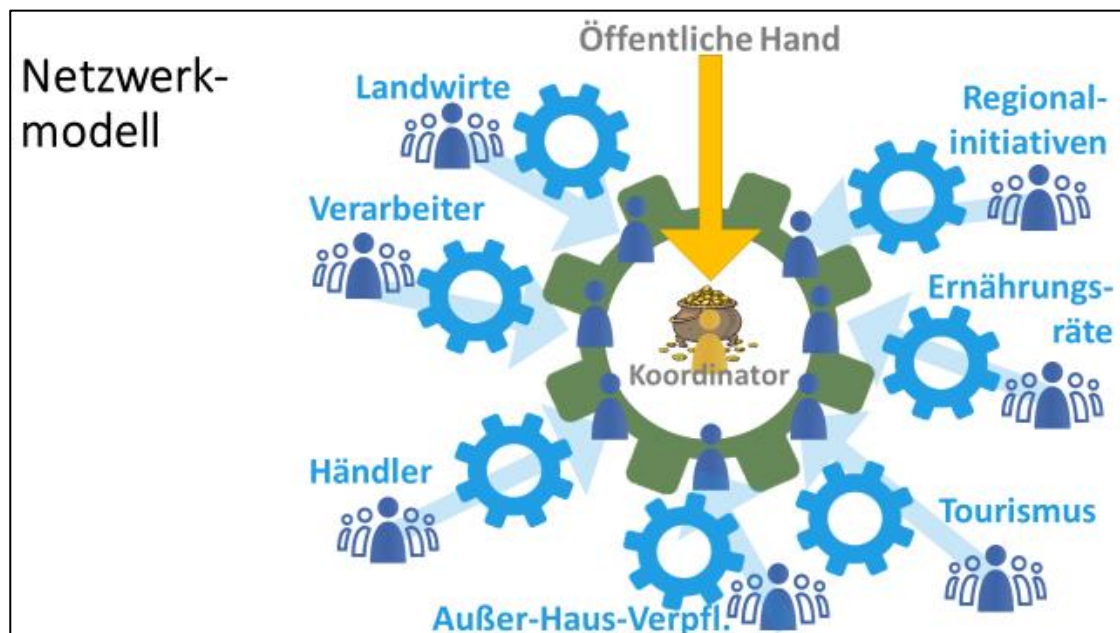 Netzwerk-
modell
Öffentliche Hand
Landwirte
Regional-
initiativen
Verarbeiter
Ernährungs-
räte
Koordinator
Händler
Tourismus
Außer-Haus-Verpfl.